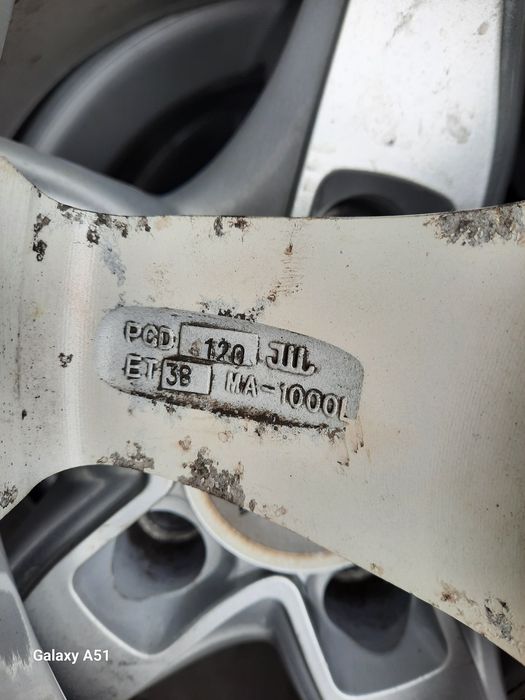 PCD 120 JWL
ET 38 MA-1000L
Galaxy A51